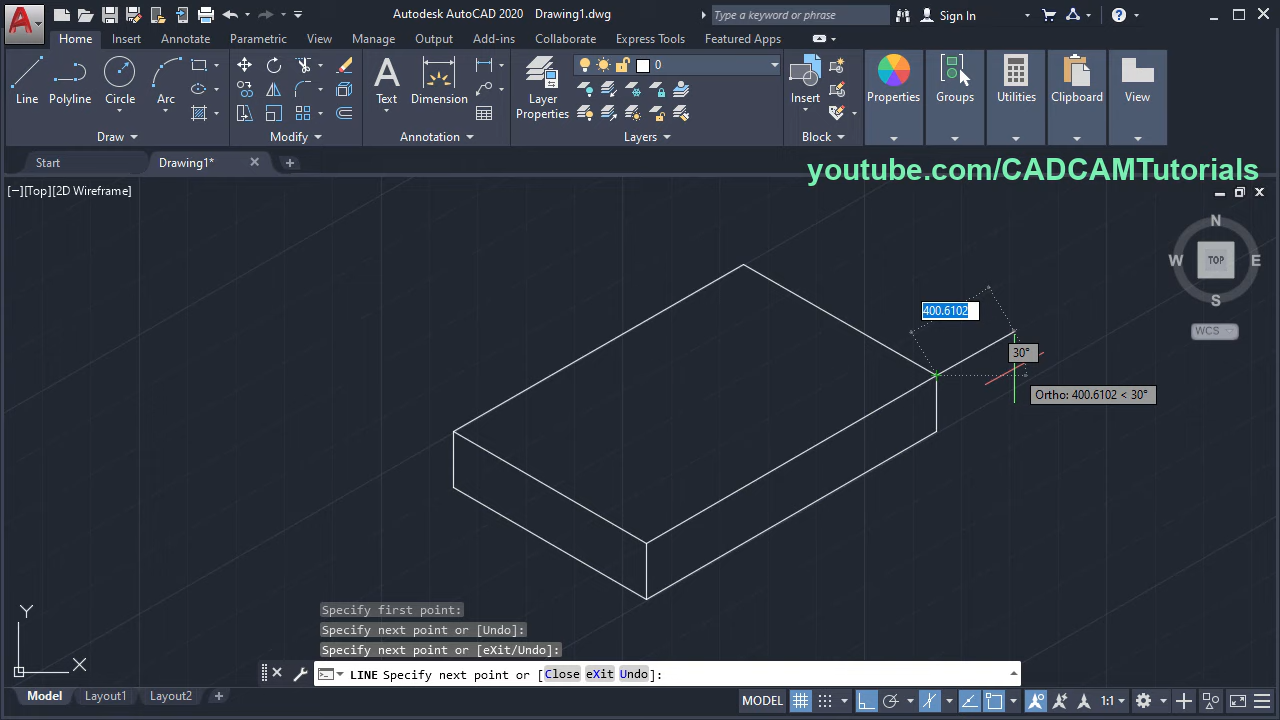 Autodesk AutoCAD 2020 Drawing1.dwg
Type a keyword or phrase
Sign In
Home Insert Annotate Parametric View Manage Output Add-ins Collaborate Express Tools Featured Apps
Line Polyline Circle Arc
Text Dimension
Layer Properties
0
Insert
Properties Groups Utilities Clipboard View
Draw Modify Annotation Layers Block
Start Drawing1*
youtube.com/CADCAMTutorials
[−][Top][2D Wireframe]
N
W TOP E
S
WCS
400.6102
30°
Ortho: 400.6102 < 30°
Y
X
Specify first point:
Specify next point or [Undo]:
Specify next point or [eXit/Undo]:
LINE Specify next point or [Close eXit Undo]:
Model Layout1 Layout2
MODEL 1:1